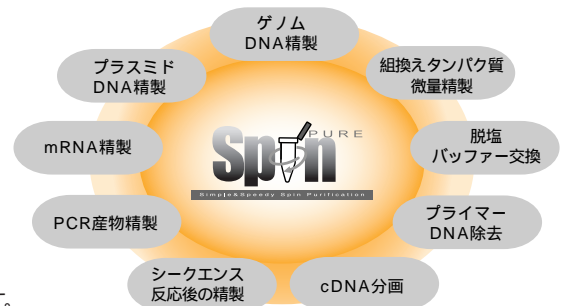 ゲノム
DNA精製
プラスミド
DNA精製
組換えタンパク質
微量精製
mRNA精製
Spin
PURE
Simple&Speedy Spin Purification
脱塩
バッファー交換
PCR産物精製
プライマー
DNA除去
シークエンス
反応後の精製
cDNA分画